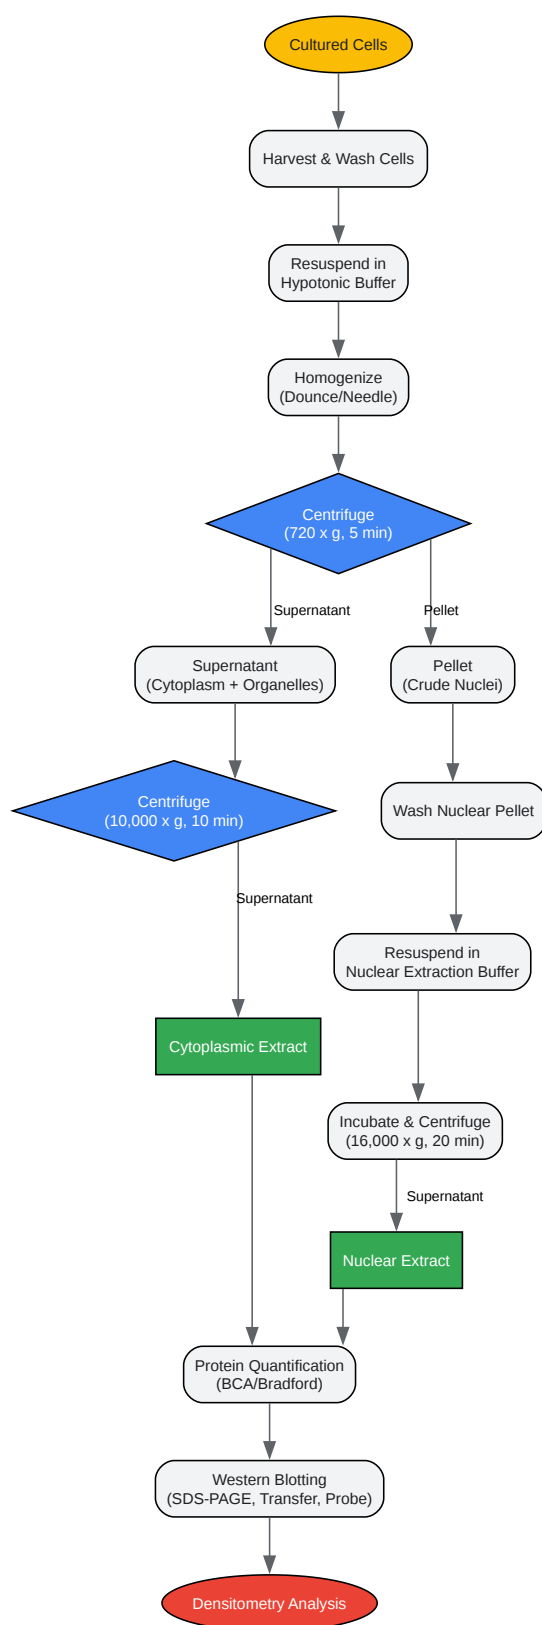 Cultured Cells
Harvest & Wash Cells
Resuspend in
Hypotonic Buffer
Homogenize
(Dounce/Needle)
Centrifuge
(720 x g, 5 min)
Supernatant
Pellet
Supernatant
(Cytoplasm + Organelles)
Pellet
(Crude Nuclei)
Centrifuge
(10,000 x g, 10 min)
Wash Nuclear Pellet
Supernatant
Resuspend in
Nuclear Extraction Buffer
Cytoplasmic Extract
Incubate & Centrifuge
(16,000 x g, 20 min)
Supernatant
Nuclear Extract
Protein Quantification
(BCA/Bradford)
Western Blotting
(SDS-PAGE, Transfer, Probe)
Densitometry Analysis